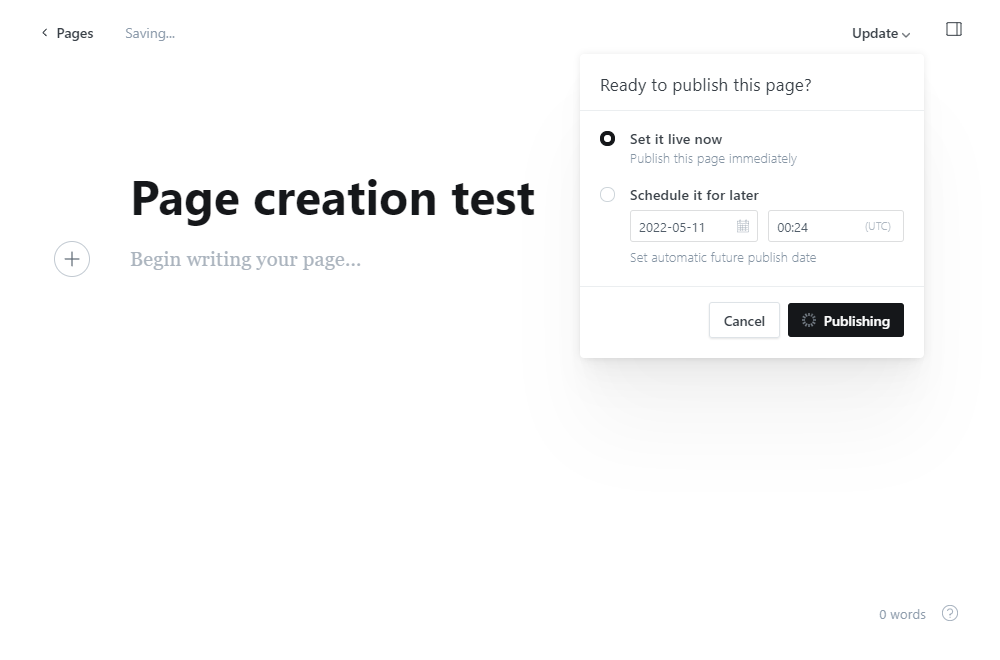 Pages Saving... Update
Ready to publish this page?
Set it live now
Publish this page immediately
Schedule it for later
2022-05-11 00:24 (UTC)
Set automatic future publish date
Cancel Publishing
Page creation test
Begin writing your page...
0 words ?